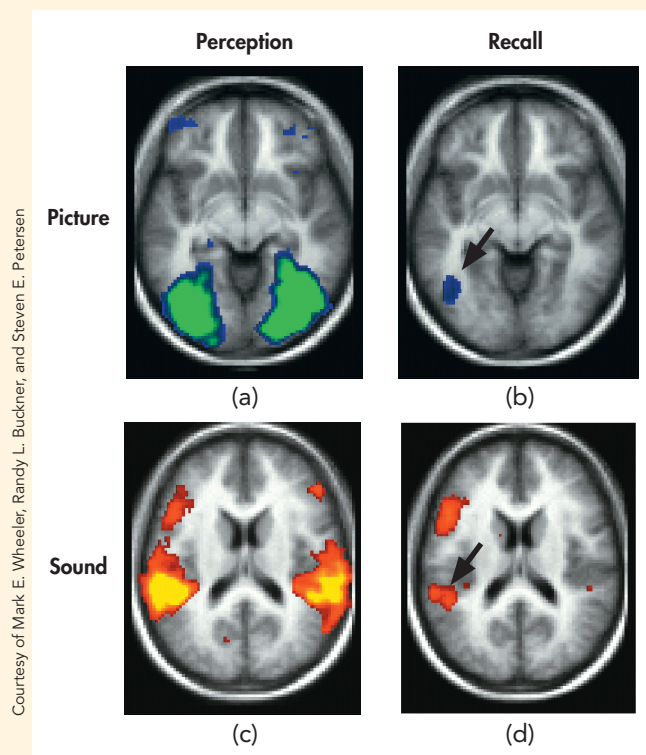 Perception
Recall
Picture
(a)
(b)
Sound
(c)
(d)
Courtesy of Mark E. Wheeler, Randy L. Buckner, and Steven E. Petersen